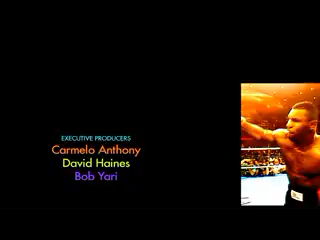 EXECUTIVE PRODUCERS
Carmelo Anthony
David Haines
Bob Yari